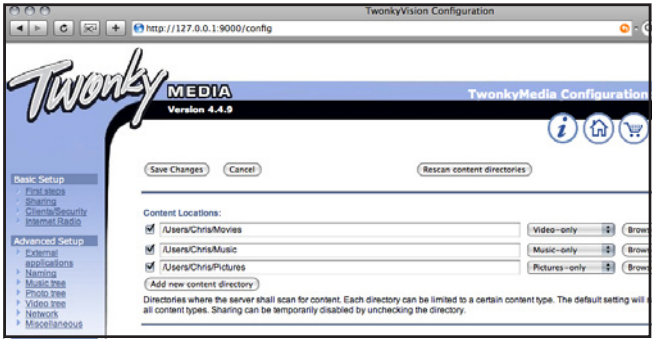 TwonkyVision Configuration
http://127.0.0.1:9000/config
Twonky MEDIA
Version 4.4.9
TwonkyMedia Configuration
Save Changes Cancel Rescan content directories
Basic Setup
First steps
Sharing
Clients/Security
Internet Radio
Advanced Setup
External applications
Naming
Music tree
Photo tree
Video tree
Network
Miscellaneous
Content Locations:
/Users/Chris/Movies Video-only
/Users/Chris/Music Music-only
/Users/Chris/Pictures Pictures-only
Add new content directory
Directories where the server shall scan for content. Each directory can be limited to a certain content type. The default setting will
all content types. Sharing can be temporarily disabled by unchecking the directory.